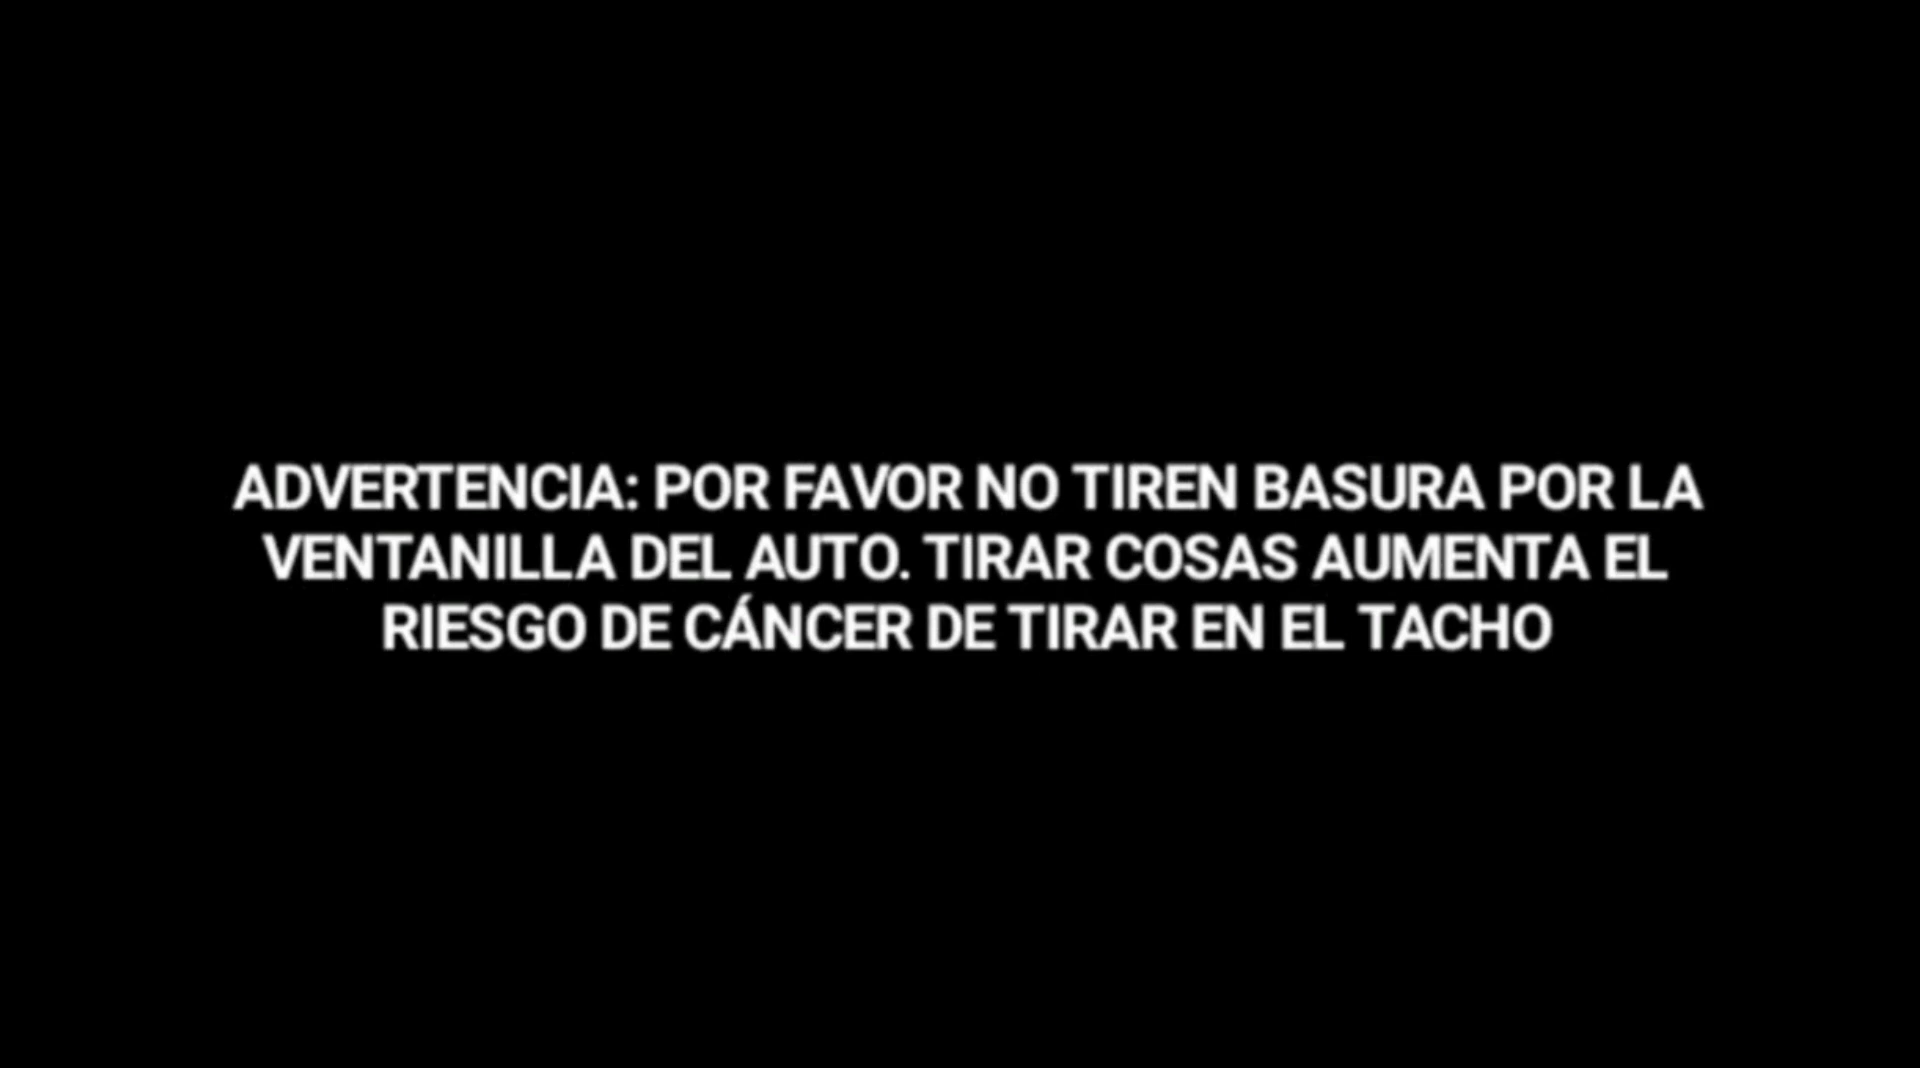 ADVERTENCIA: POR FAVOR NO TIREN BASURA POR LA
VENTANILLA DEL AUTO. TIRAR COSAS AUMENTA EL
RIESGO DE CÁNCER DE TIRAR EN EL TACHO